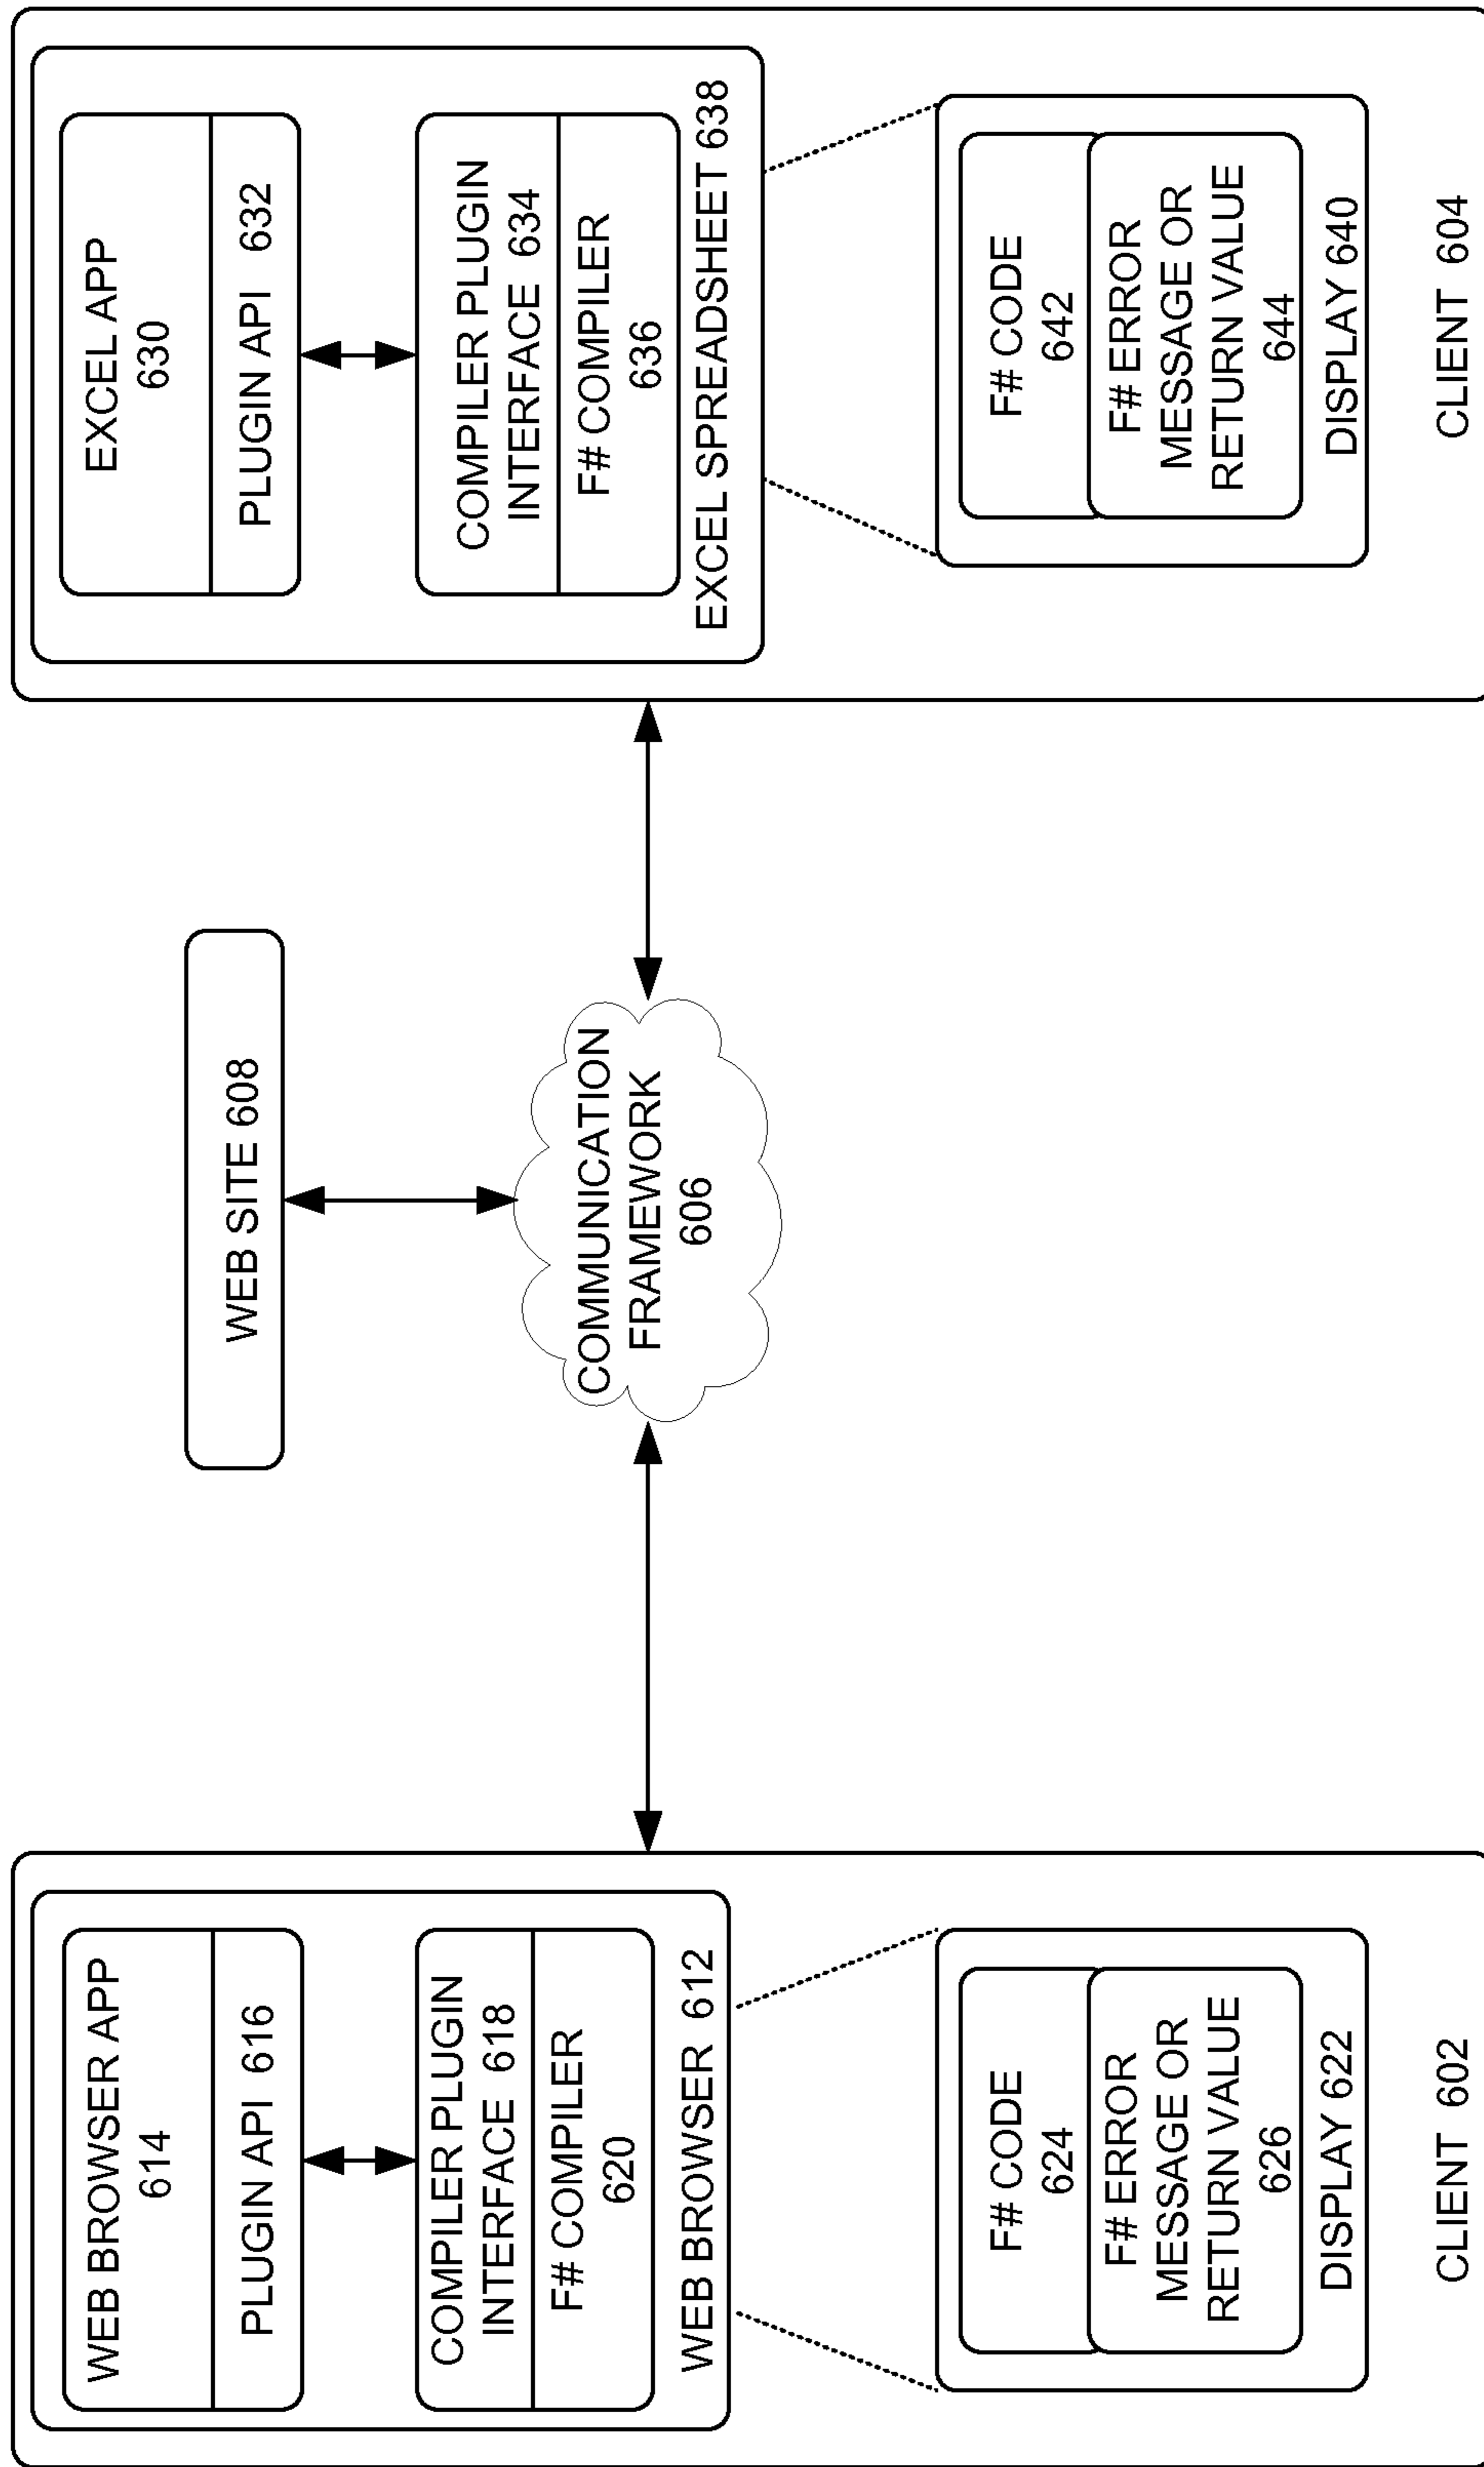 WEB BROWSER APP
614
PLUGIN API 616
COMPILER PLUGIN
INTERFACE 618
F# COMPILER
620
WEB BROWSER 612
F# CODE
624
F# ERROR
MESSAGE OR
RETURN VALUE
626
DISPLAY 622
CLIENT 602
WEB SITE 608
COMMUNICATION
FRAMEWORK
606
EXCEL APP
630
PLUGIN API 632
COMPILER PLUGIN
INTERFACE 634
F# COMPILER
636
EXCEL SPREADSHEET 638
F# CODE
642
F# ERROR
MESSAGE OR
RETURN VALUE
644
DISPLAY 640
CLIENT 604